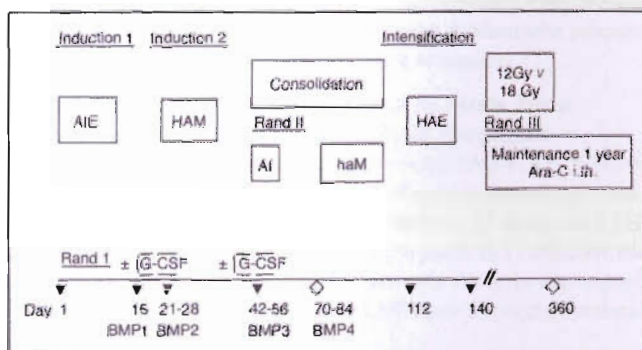 Induction 1 Induction 2 Intensification
Consolidation
12Gy v
18 Gy
AIE HAM HAE
Rand II Rand III
AI haM
Maintenance 1 year
Ara-C i.th.
Rand 1 ± G-CSF ± G-CSF
Day 1 15 21-28 42-56 70-84 112 140 360
BMP1 BMP2 BMP3 BMP4